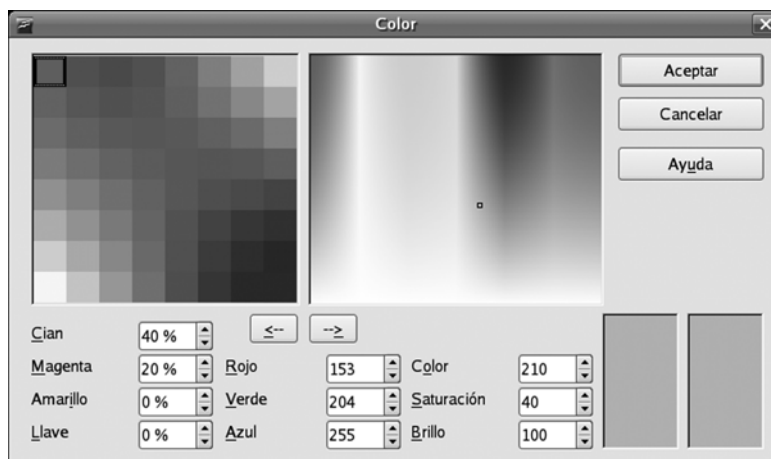 Color
Aceptar
Cancelar
Ayuda
<-- -->
Cian 40 %
Magenta 20 % Rojo 153 Color 210
Amarillo 0 % Verde 204 Saturación 40
Llave 0 % Azul 255 Brillo 100